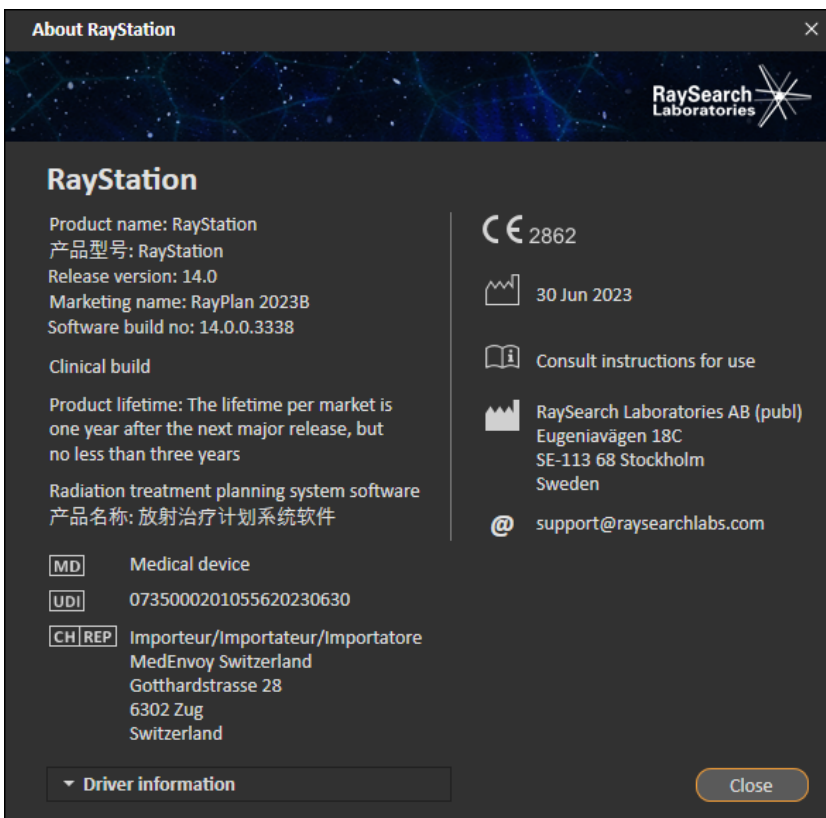 About RayStation
RaySearch
Laboratories
RayStation
Product name: RayStation
产品型号: RayStation
Release version: 14.0
Marketing name: RayPlan 2023B
Software build no: 14.0.0.3338
Clinical build
Product lifetime: The lifetime per market is
one year after the next major release, but
no less than three years
Radiation treatment planning system software
产品名称: 放射治疗计划系统软件
MD Medical device
UDI 0735000201055620230630
CH REP Importeur/Importateur/Importatore
MedEnvoy Switzerland
Gotthardstrasse 28
6302 Zug
Switzerland
CE 2862
30 Jun 2023
Consult instructions for use
RaySearch Laboratories AB (publ)
Eugeniavägen 18C
SE-113 68 Stockholm
Sweden
@ support@raysearchlabs.com
Driver information
Close